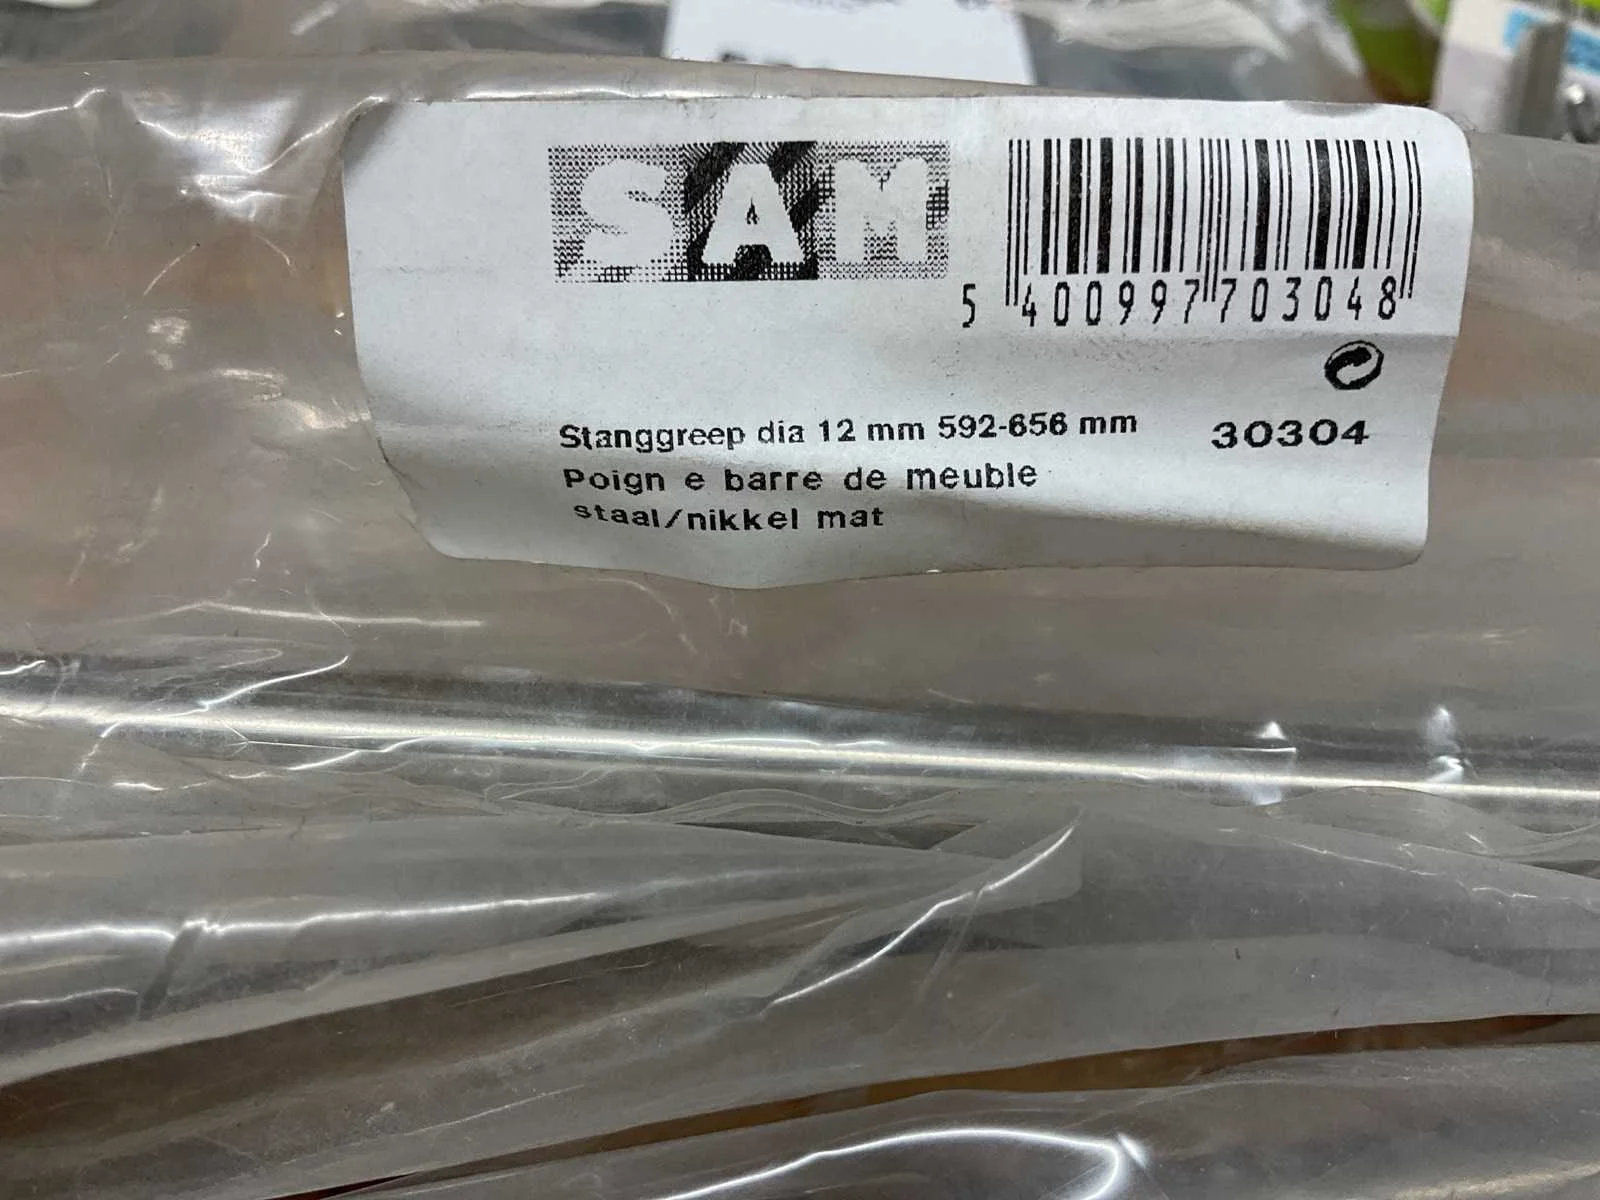 SAM
5 400997 703048
Stanggreep dia 12 mm 592-656 mm 30304
Poign e barre de meuble
staal/nikkel mat